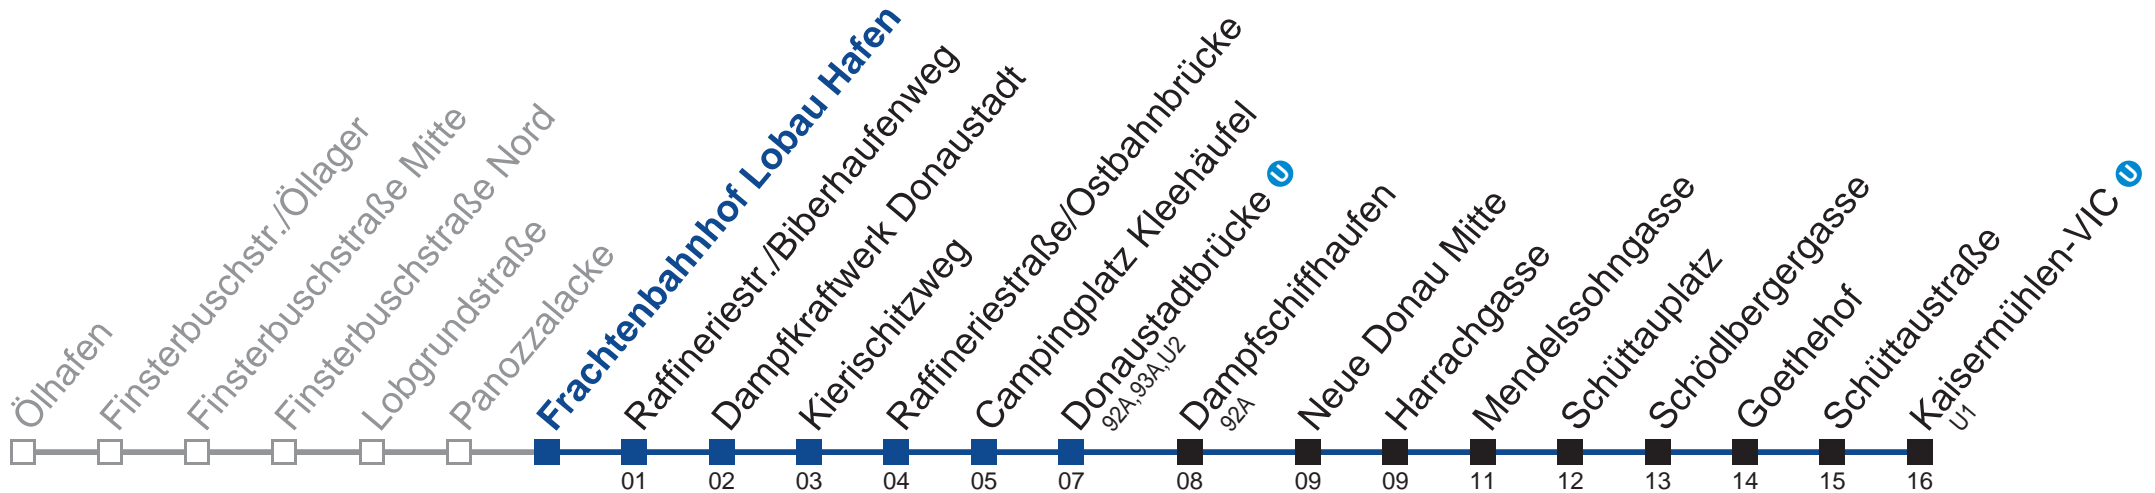 Ölhafen
Finsterbuschstr./Öllager
Finsterbuschstraße Mitte
Finsterbuschstraße Nord
Lobgrundstraße
Panozzalacke
Frachtenbahnhof Lobau Hafen
Raffineriestr./Biberhaufenweg
Dampfkraftwerk Donaustadt
Kierischitzweg
Raffineriestraße/Ostbahnbrücke
Campingplatz Kleehäufel
Donaustadtbrücke U
92A,93A,U2
Dampfschiffhaufen
92A
Neue Donau Mitte
Harrachgasse
Mendelssohngasse
Schüttauplatz
Schödlbergergasse
Goethehof
Schüttaustraße
Kaisermühlen-VIC U
U1
01 02 03 04 05 07 08 09 09 11 12 13 14 15 16